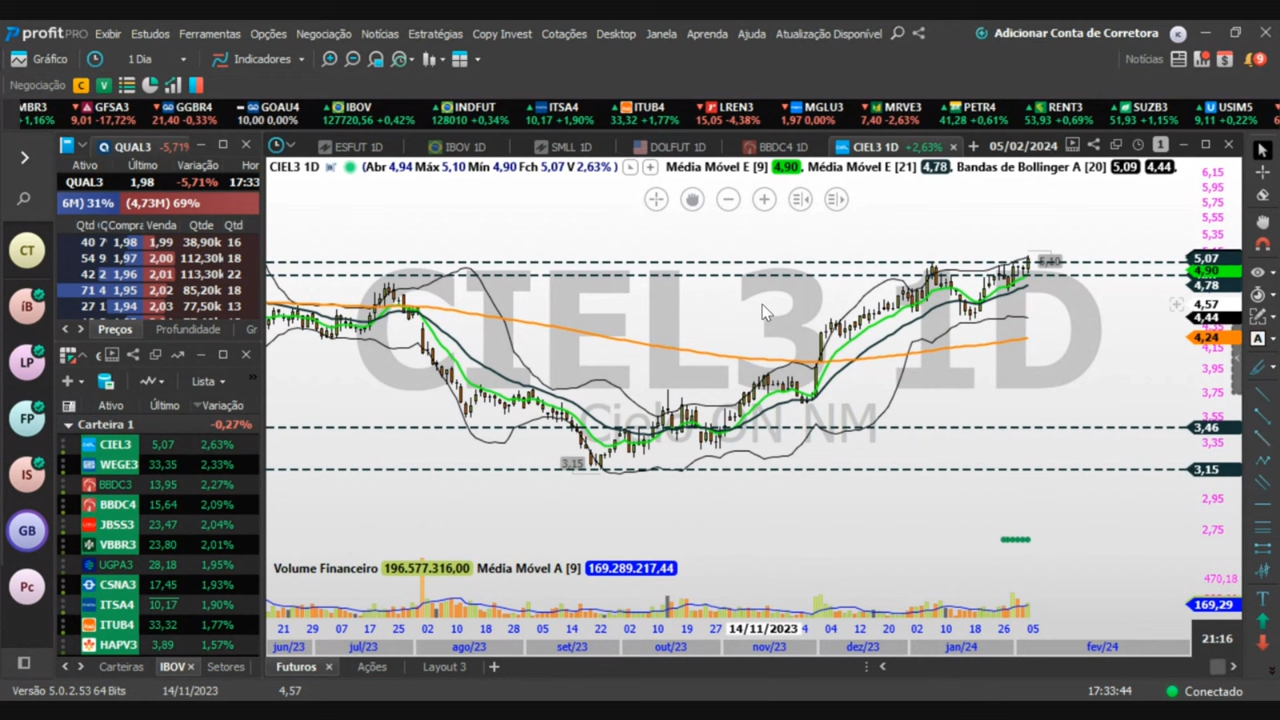 profitPRO Exibir Estudos Ferramentas Opções Negociação Notícias Estratégias Copy Invest Cotações Desktop Janela Aprenda Ajuda Atualização Disponível Adicionar Conta de Corretora K
Gráfico 1 Dia Indicadores Notícias 9
Negociação C V
MBR3 GFSA3 GGBR4 GOAU4 IBOV INDFUT ITSA4 ITUB4 LREN3 MGLU3 MRVE3 PETR4 RENT3 SUZB3 USIM5
+1,16% 9,01 -17,72% 21,40 -0,33% 10,00 0,00% 127720,56 +0,42% 128010 +0,34% 10,17 +1,90% 33,32 +1,77% 15,05 -4,38% 1,97 0,00% 7,40 -2,63% 41,28 +0,61% 53,93 +0,69% 51,93 +1,15% 9,11 +0,22%
QUAL3 -5,719 ESFUT 1D IBOV 1D SMLL 1D DOLFUT 1D BBDC4 1D CIEL3 1D +2,63% 05/02/2024 1
Ativo Último Variação Hor
QUAL3 1,98 -5,71% 17:33
6M) 31% (4,73M) 69%
Qtd Compra Venda Qtde Qtd
40 7 1,98 1,99 38,90k 16
54 9 1,97 2,00 112,30k 18
42 2 1,96 2,01 113,30k 22
71 4 1,95 2,02 85,20k 18
27 1 1,94 2,03 77,50k 13
Preços Profundidade Gr
Lista
Ativo Último Variação
Carteira 1 -0,27%
CIEL3 5,07 2,63%
WEGE3 33,35 2,33%
BBDC3 13,95 2,27%
BBDC4 15,64 2,09%
JBSS3 23,47 2,04%
VBBR3 23,80 2,01%
UGPA3 28,18 1,95%
CSNA3 17,45 1,93%
ITSA4 10,17 1,90%
ITUB4 33,32 1,77%
HAPV3 3,89 1,57%
Carteiras IBOV Setores
CT
iB
LP
FP
IS
GB
Pc
CIEL3 1D (Abr 4,94 Máx 5,10 Mín 4,90 Fch 5,07 V 2,63%) Média Móvel E [9] 4,90, Média Móvel E [21] 4,78, Bandas de Bollinger A [20] 5,09 4,44,
CIEL3 1D
Cielo ON NM
5,40
3,15
6,15
5,95
5,75
5,55
5,35
5,07
4,90
4,78
4,57
4,44
4,24
4,15
3,95
3,75
3,55
3,46
3,35
3,15
2,95
2,75
Volume Financeiro 196.577.316,00 Média Móvel A [9] 169.289.217,44
470,18
169,29
21 29 07 17 25 02 10 18 28 05 14 22 02 10 19 27 14/11/2023 4 12 20 02 10 18 26 05
jun/23 jul/23 ago/23 set/23 out/23 nov/23 dez/23 jan/24 fev/24
21:16
Futuros Ações Layout 3
Versão 5.0.2.53 64 Bits 14/11/2023 4,57 17:33:44 Conectado